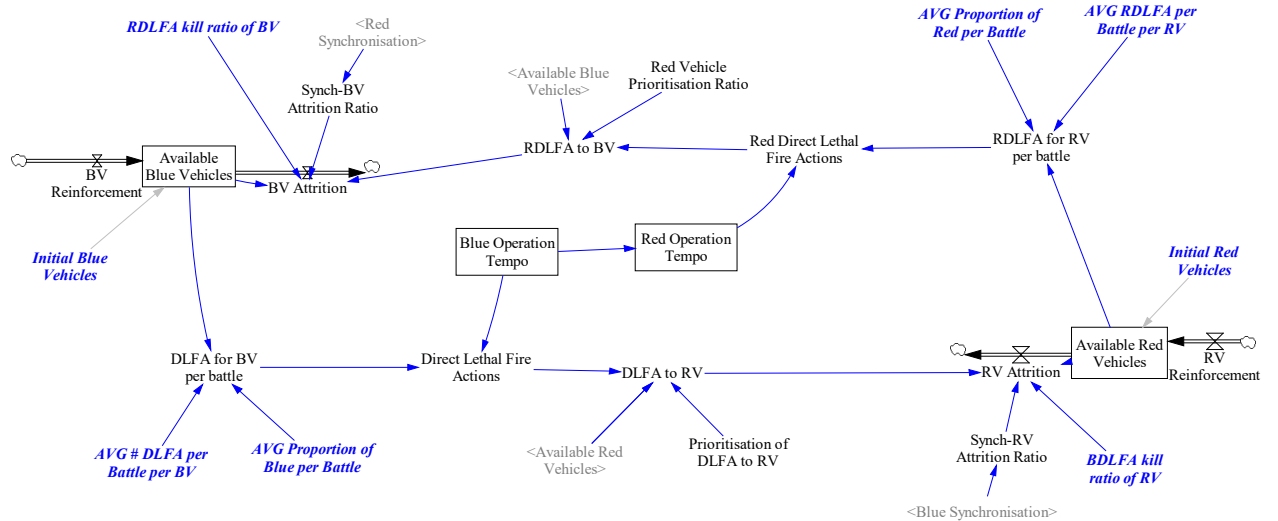 RDLFA kill ratio of BV
<Red
Synchronisation>
AVG Proportion of
Red per Battle
AVG RDLFA per
Battle per RV
Synch-BV
Attrition Ratio
<Available Blue
Vehicles>
Red Vehicle
Prioritisation Ratio
Available
Blue Vehicles
BV
Reinforcement
BV Attrition
RDLFA to BV
Red Direct Lethal
Fire Actions
RDLFA for RV
per battle
Initial Blue
Vehicles
Blue Operation
Tempo
Red Operation
Tempo
Initial Red
Vehicles
DLFA for BV
per battle
Direct Lethal Fire
Actions
DLFA to RV
RV Attrition
Available Red
Vehicles
RV
Reinforcement
AVG # DLFA per
Battle per BV
AVG Proportion of
Blue per Battle
<Available Red
Vehicles>
Prioritisation of
DLFA to RV
Synch-RV
Attrition Ratio
BDLFA kill
ratio of RV
<Blue Synchronisation>